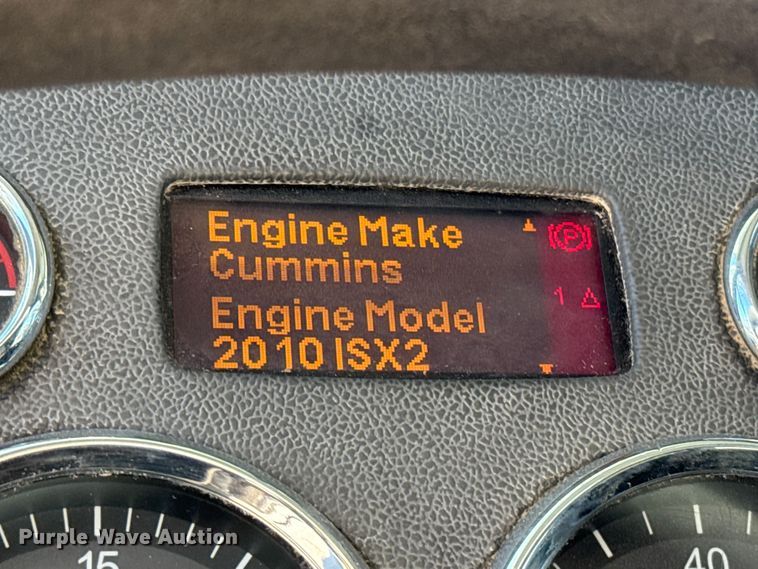 Engine Make
Cummins
(P)
1
Engine Model
2010 ISX2
15
40
Purple Wave Auction